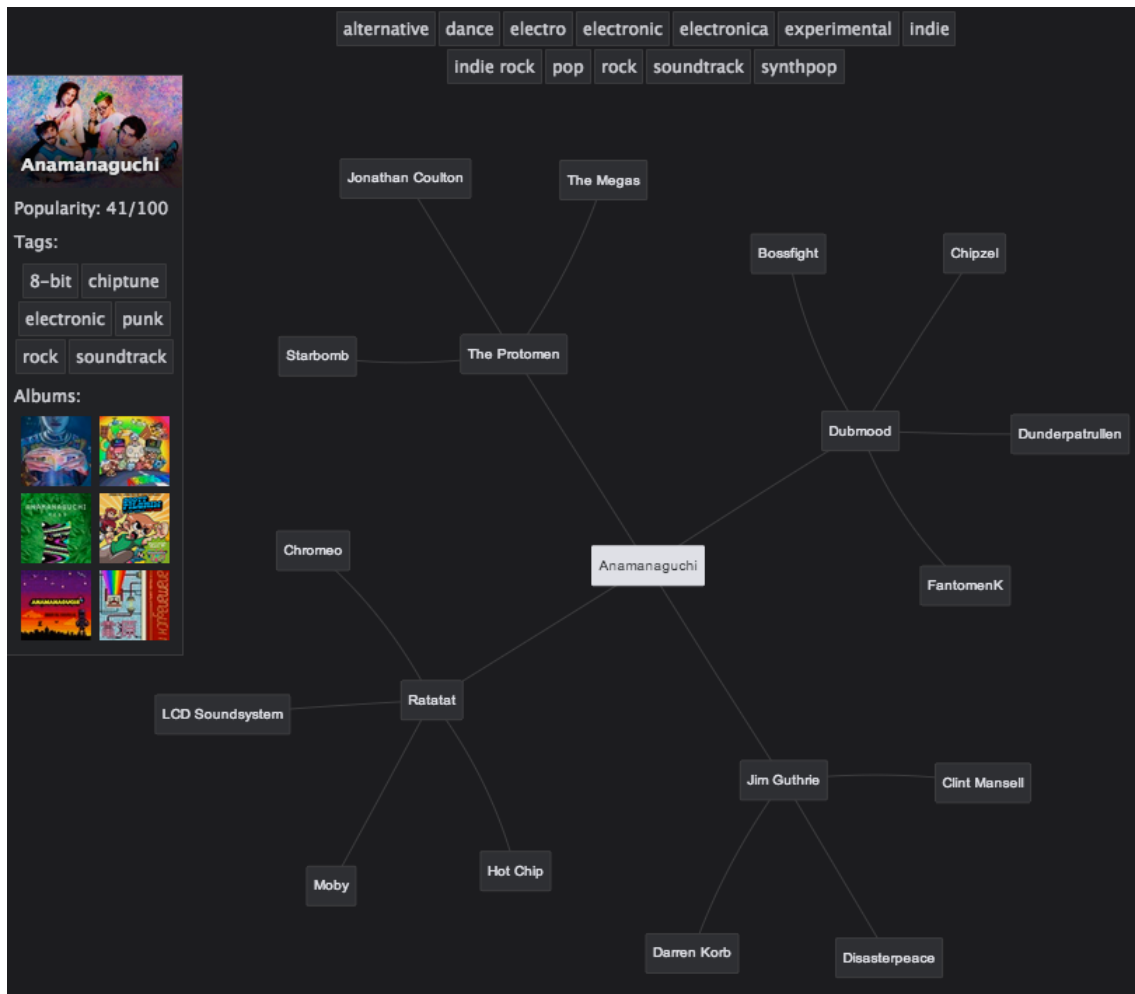 alternative dance electro electronic electronica experimental indie
indie rock pop rock soundtrack synthpop
Anamanaguchi
Popularity: 41/100
Tags:
8-bit chiptune
electronic punk
rock soundtrack
Albums:
ANAMANAGUCHI
ANAMANAGUCHI
Jonathan Coulton
The Megas
Bossfight
Chipzel
Starbomb
The Protomen
Dubmood
Dunderpatrullen
Chromeo
Anamanaguchi
FantomenK
Ratatat
LCD Soundsystem
Jim Guthrie
Clint Mansell
Moby
Hot Chip
Darren Korb
Disasterpeace